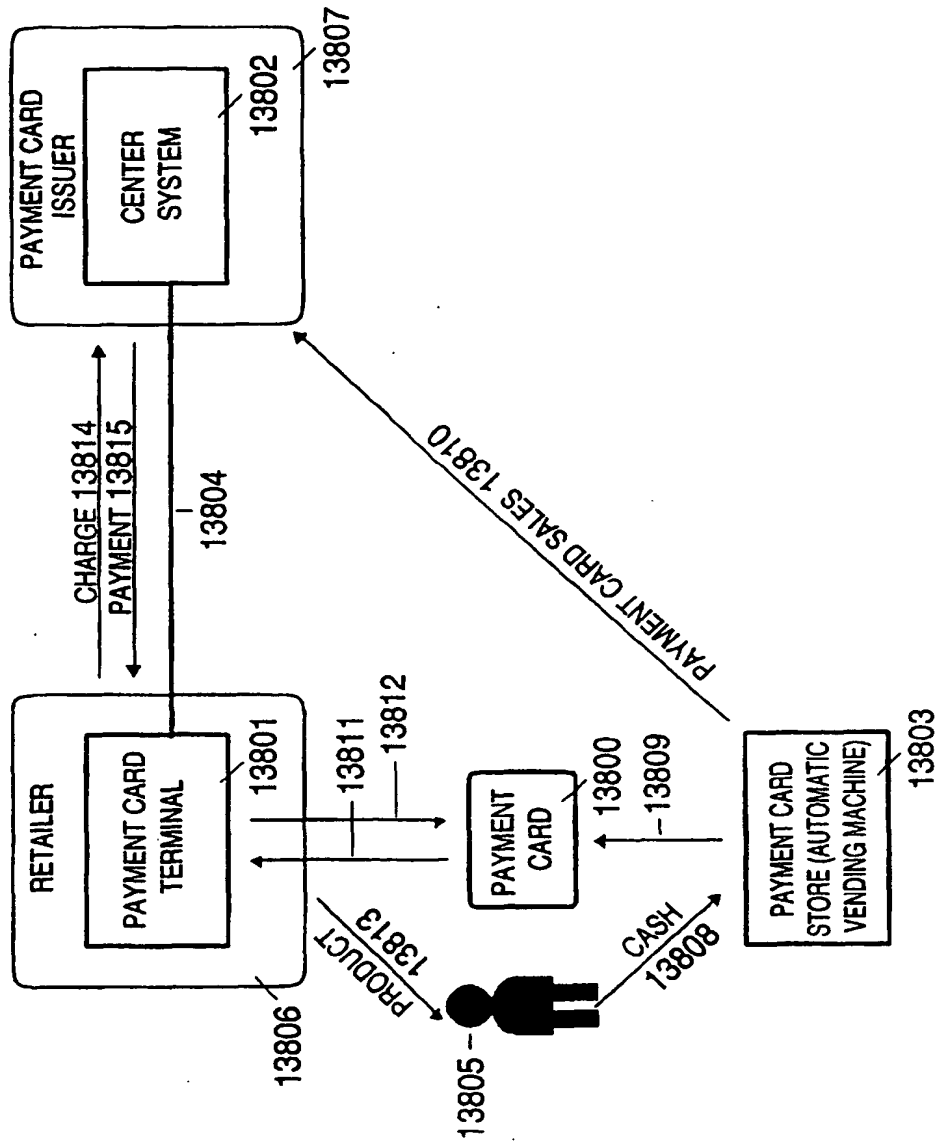 RETAILER
PAYMENT CARD
TERMINAL
13801
13806
CHARGE 13814
PAYMENT 13815
13804
PAYMENT CARD
ISSUER
CENTER
SYSTEM
13802
13807
13811
13812
PRODUCT
13813
13805
PAYMENT
CARD
13800
13809
CASH
13808
PAYMENT CARD SALES 13810
PAYMENT CARD
STORE (AUTOMATIC
VENDING MACHINE)
13803